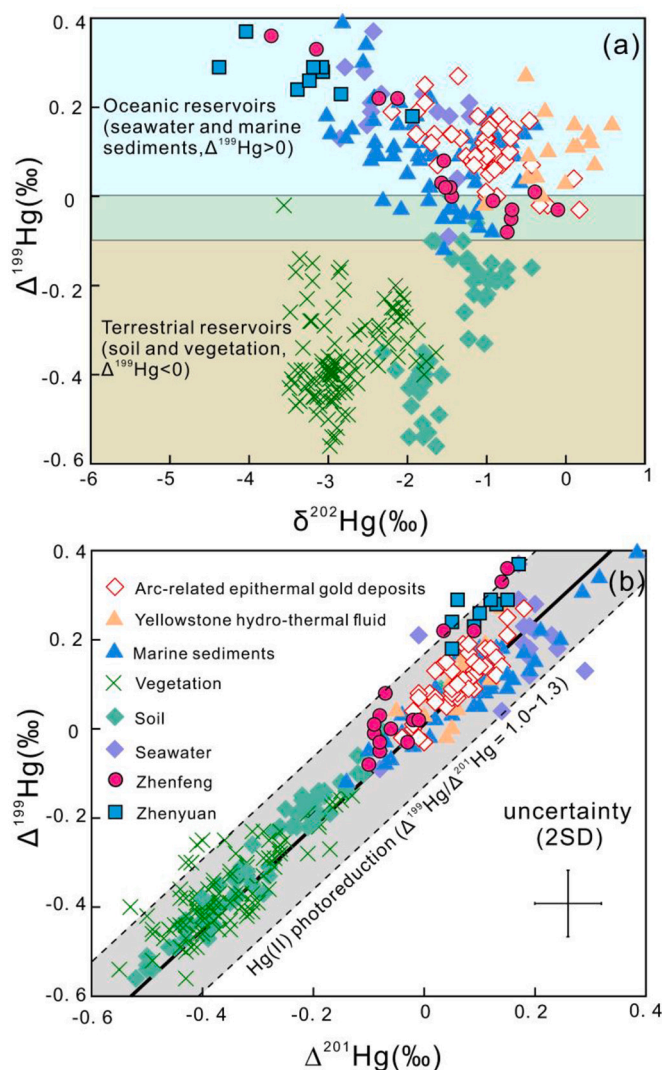 0.4
(a)
0.2
Oceanic reservoirs
(seawater and marine
sediments,Δ¹⁹⁹Hg>0)
0
Δ¹⁹⁹Hg(‰)
-0.2
Terrestrial reservoirs
(soil and vegetation,
Δ¹⁹⁹Hg<0)
-0.4
-0.6
-6 -5 -4 -3 -2 -1 0 1
δ²⁰²Hg(‰)
0.4
(b)
Arc-related epithermal gold deposits
Yellowstone hydro-thermal fluid
0.2
Marine sediments
Vegetation
Soil
0
Seawater
Zhenfeng
Zhenyuan
Δ¹⁹⁹Hg(‰)
-0.2
Hg(II) photoreduction (Δ¹⁹⁹Hg/Δ²⁰¹Hg = 1.0~1.3)
uncertainty
(2SD)
-0.4
-0.6
-0.6 -0.4 -0.2 0 0.2 0.4
Δ²⁰¹Hg(‰)